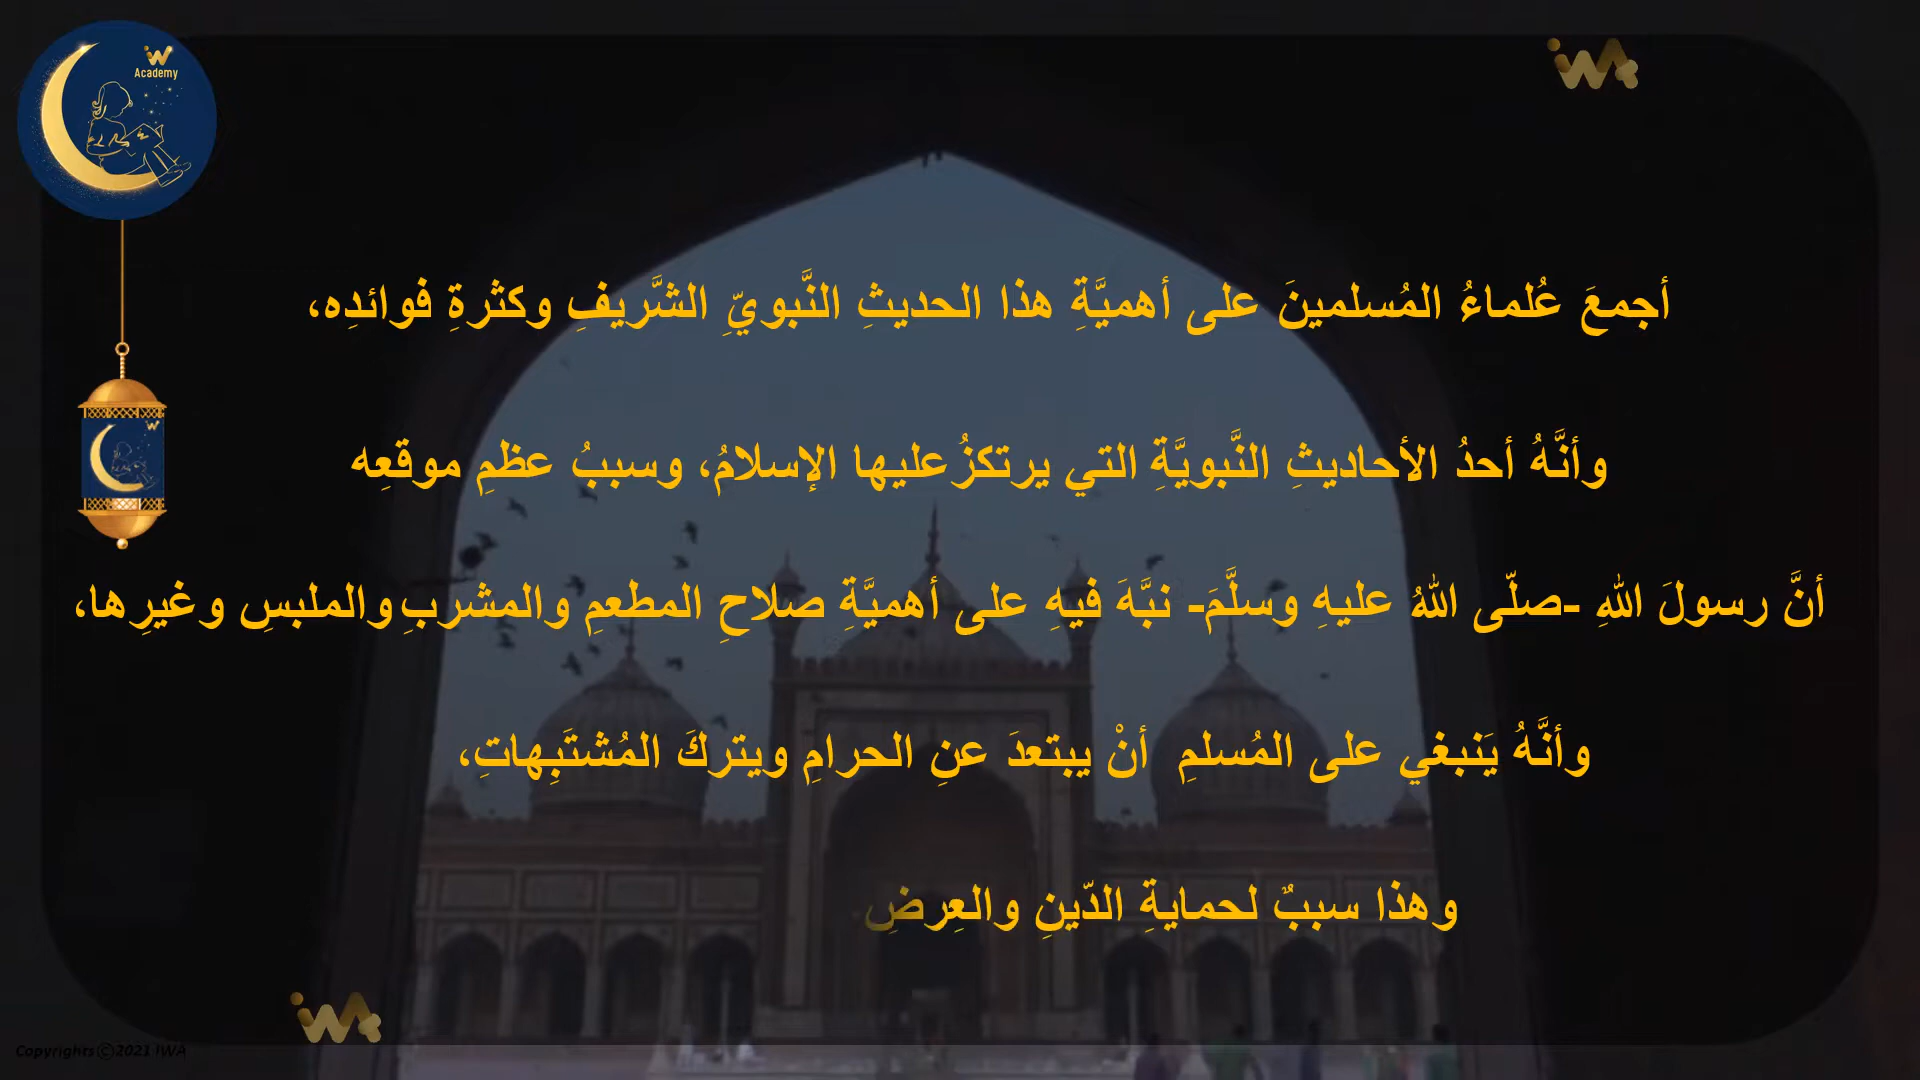 iW
Academy
iWA
أجمعَ عُلماءُ المُسلمينَ على أهميَّةِ هذا الحديثِ النَّبويِّ الشَّريفِ وكثرةِ فوائدِه،
وأنَّهُ أحدُ الأحاديثِ النَّبويَّةِ التي يرتكزُ عليها الإسلامُ، وسببُ عظمِ موقعِه
أنَّ رسولَ اللهِ -صلّى اللهُ عليهِ وسلَّمَ- نبَّهَ فيهِ على أهميَّةِ صلاحِ المطعمِ والمشربِ والملبسِ وغيرِها،
وأنَّهُ يَنبغي على المُسلمِ أنْ يبتعدَ عنِ الحرامِ ويتركَ المُشتَبِهاتِ،
وهذا سببٌ لحمايةِ الدّينِ والعِرضِ
iWA
Copyrights©2021 iWA